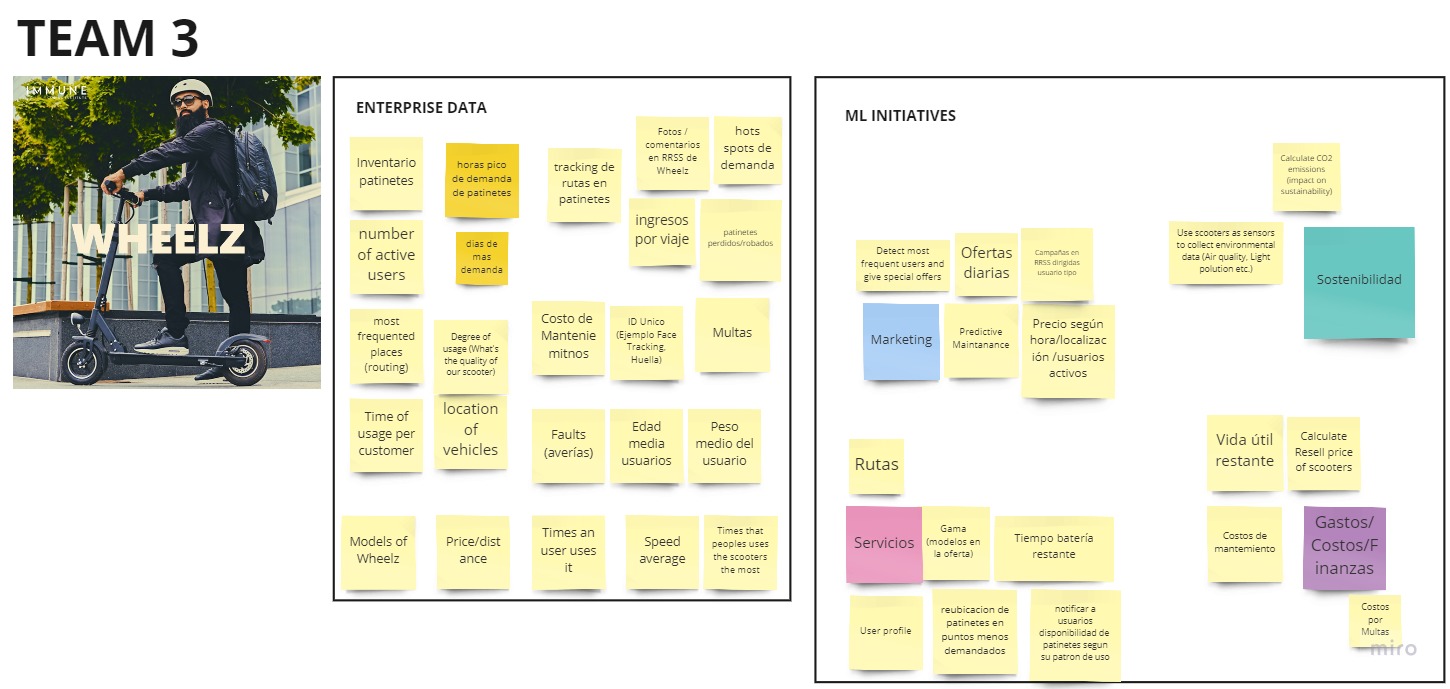 TEAM 3
IMMUNE
WHEELZ
ENTERPRISE DATA
Inventario
patinetes
horas pico
de demanda
de patinetes
tracking de
rutas en
patinetes
Fotos /
comentarios
en RRSS de
Wheelz
hots
spots de
demanda
number
of active
users
dias de
mas
demanda
ingresos
por viaje
patinetes
perdidos/robados
most
frequented
places
(routing)
Degree of
usage (What's
the quality of
our scooter)
Costo de
Mantenie
mitnos
ID Unico
(Ejemplo Face
Tracking,
Huella)
Multas
Time of
usage per
customer
location
of
vehicles
Faults
(averías)
Edad
media
usuarios
Peso
medio del
usuario
Models of
Wheelz
Price/dist
ance
Times an
user uses
it
Speed
average
Times that
peoples uses
the scooters
the most
ML INITIATIVES
Calculate CO2
emissions
(impact on
sustainability)
Detect most
frequent users and
give special offers
Ofertas
diarias
Campañas en
RRSS dirigidas
usuario tipo
Use scooters as sensors
to collect environmental
data (Air quality, Light
polution etc.)
Sostenibilidad
Marketing
Predictive
Maintanance
Precio según
hora/localizac
ión /usuarios
activos
Rutas
Vida útil
restante
Calculate
Resell price
of scooters
Servicios
Gama
(modelos en
la oferta)
Tiempo batería
restante
Costos de
mantemiento
Gastos/
Costos/F
inanzas
User profile
reubicacion de
patinetes en
puntos menos
demandados
notificar a
usuarios
disponibilidad de
patinetes segun
su patron de uso
Costos
por
Multas
miro